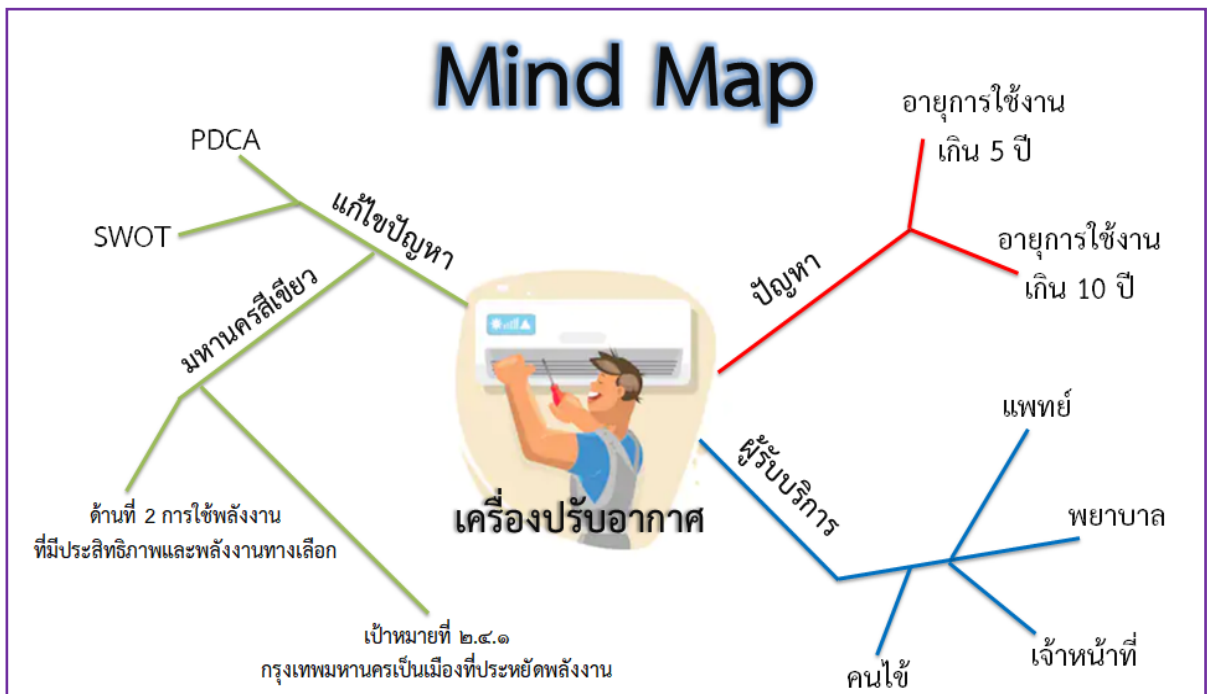 Mind Map
PDCA
SWOT
แก้ไขปัญหา
มหานครสีเขียว
ด้านที่ 2 การใช้พลังงาน
ที่มีประสิทธิภาพและพลังงานทางเลือก
เป้าหมายที่ ๒.๔.๑
กรุงเทพมหานครเป็นเมืองที่ประหยัดพลังงาน
เครื่องปรับอากาศ
ปัญหา
อายุการใช้งาน
เกิน 5 ปี
อายุการใช้งาน
เกิน 10 ปี
ผู้รับบริการ
แพทย์
พยาบาล
เจ้าหน้าที่
คนไข้